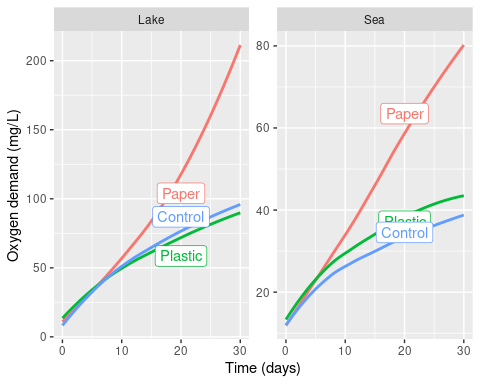 Lake
Sea
Oxygen demand (mg/L)
200
150
100
50
0
80
60
40
20
Paper
Control
Plastic
Paper
Plastic
Control
0
10
20
30
0
10
20
30
Time (days)